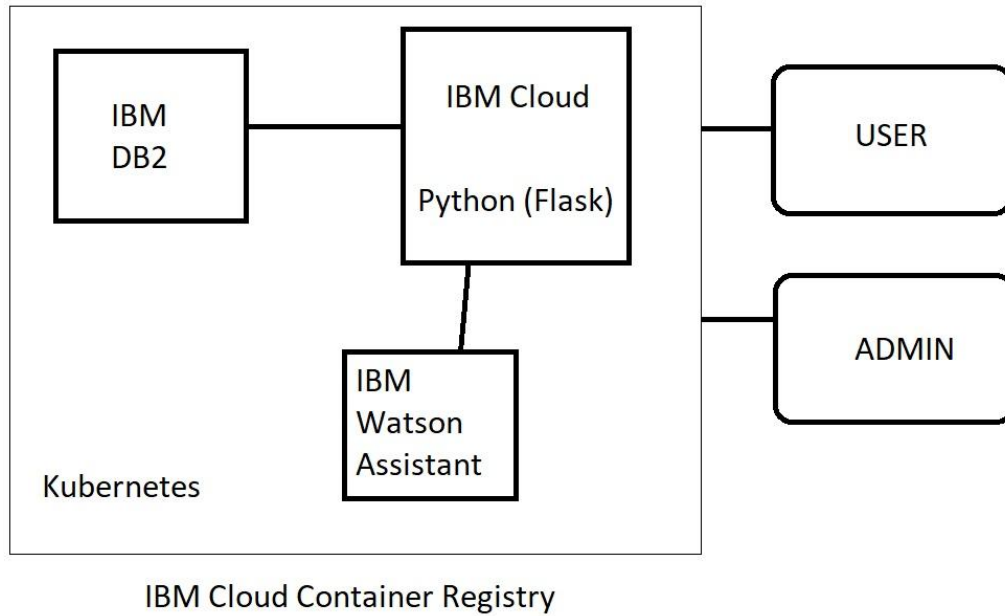 IBM
DB2
IBM Cloud
Python (Flask)
USER
ADMIN
IBM
Watson
Assistant
Kubernetes
IBM Cloud Container Registry